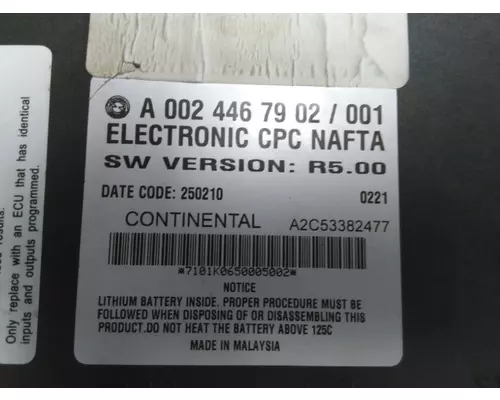 A 002 446 79 02 / 001
ELECTRONIC CPC NAFTA
SW VERSION: R5.00
DATE CODE: 250210 0221
CONTINENTAL A2C53382477
*7101K0650005002*
NOTICE
LITHIUM BATTERY INSIDE. PROPER PROCEDURE MUST BE
FOLLOWED WHEN DISPOSING OF OR DISASSEMBLING THIS
PRODUCT.DO NOT HEAT THE BATTERY ABOVE 125C
MADE IN MALAYSIA
Only replace with an ECU that has identical
inputs and outputs programmed.